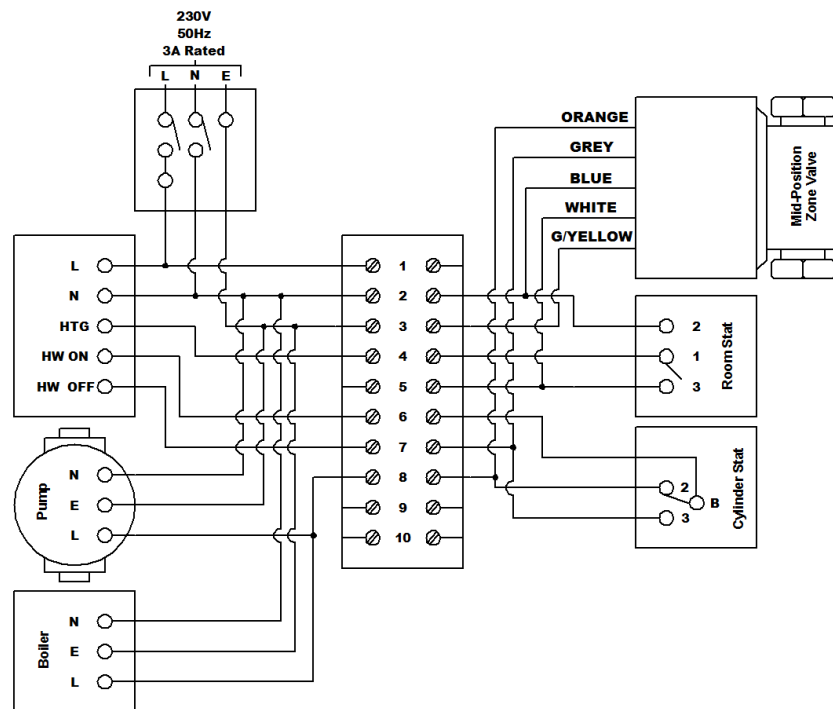 230V
50Hz
3A Rated
L N E
ORANGE
GREY
BLUE
WHITE
G/YELLOW
Mid-Position
Zone Valve
L
N
HTG
HW ON
HW OFF
1
2
3
4
5
6
7
8
9
10
2
1
3
Room Stat
2
B
3
Cylinder Stat
Pump
N
E
L
Boiler
N
E
L